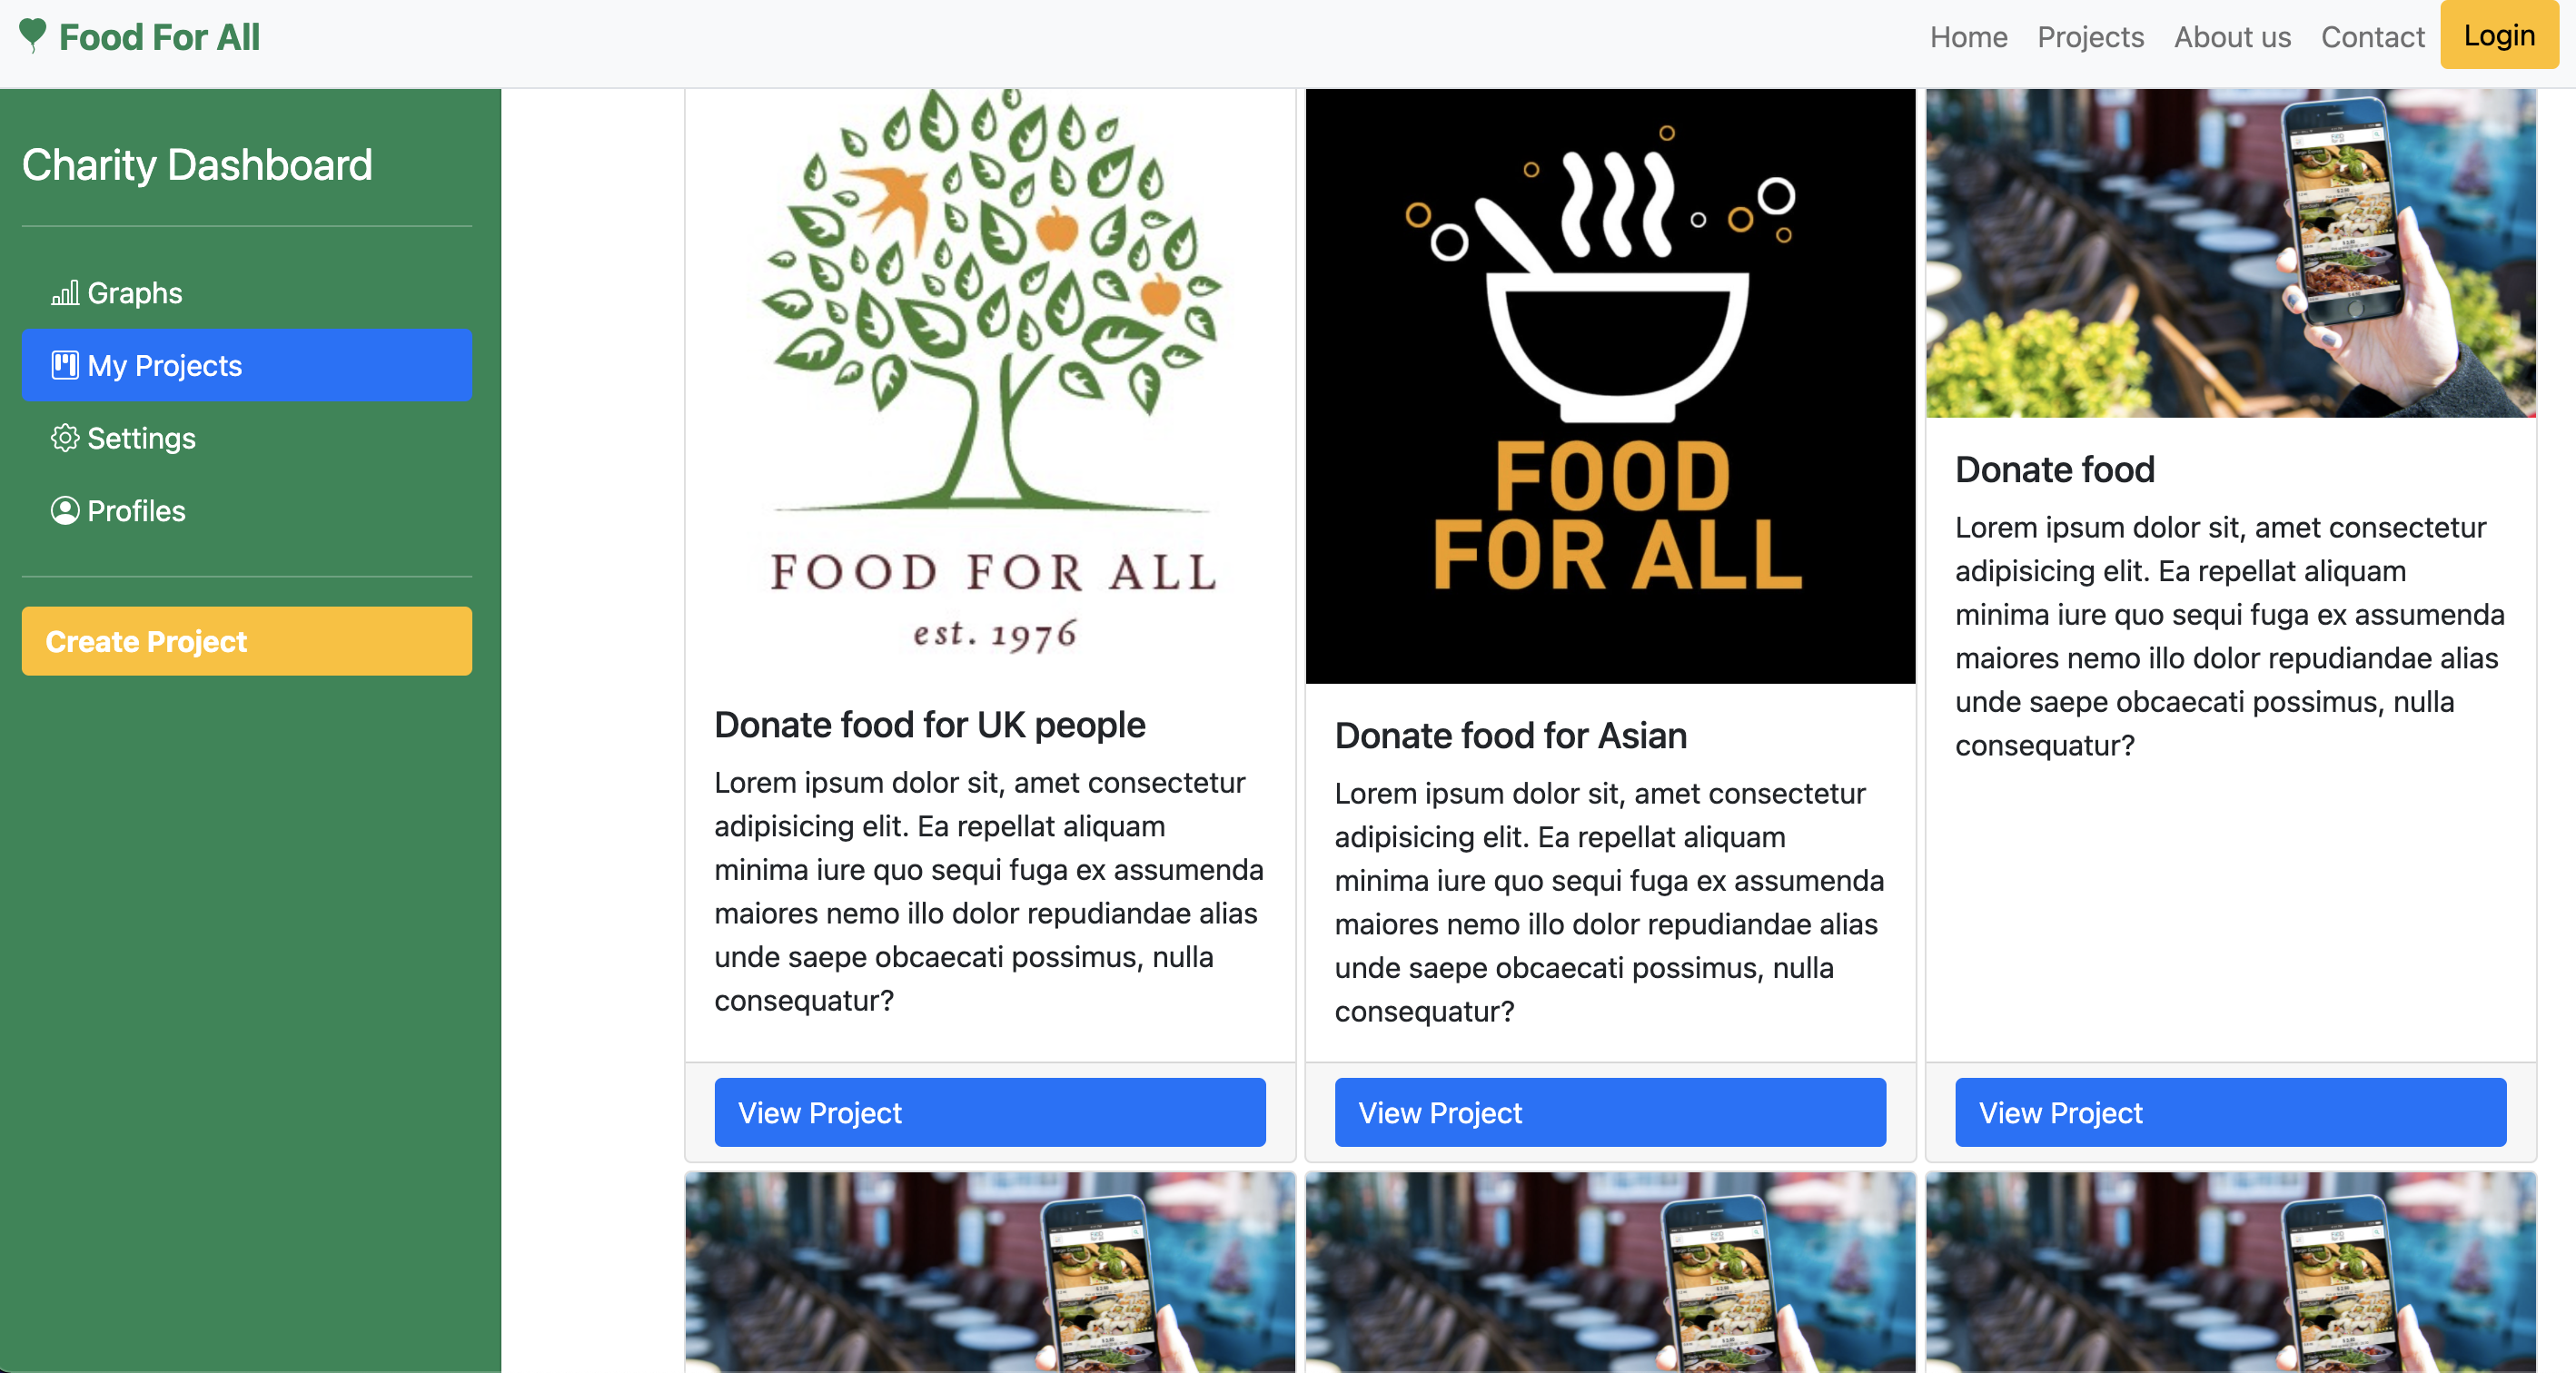 Food For All
Home Projects About us Contact Login
Charity Dashboard
Graphs
My Projects
Settings
Profiles
Create Project
FOOD FOR ALL
est. 1976
Donate food for UK people
Lorem ipsum dolor sit, amet consectetur
adipisicing elit. Ea repellat aliquam
minima iure quo sequi fuga ex assumenda
maiores nemo illo dolor repudiandae alias
unde saepe obcaecati possimus, nulla
consequatur?
View Project
FOOD
FOR ALL
Donate food for Asian
Lorem ipsum dolor sit, amet consectetur
adipisicing elit. Ea repellat aliquam
minima iure quo sequi fuga ex assumenda
maiores nemo illo dolor repudiandae alias
unde saepe obcaecati possimus, nulla
consequatur?
View Project
Donate food
Lorem ipsum dolor sit, amet consectetur
adipisicing elit. Ea repellat aliquam
minima iure quo sequi fuga ex assumenda
maiores nemo illo dolor repudiandae alias
unde saepe obcaecati possimus, nulla
consequatur?
View Project